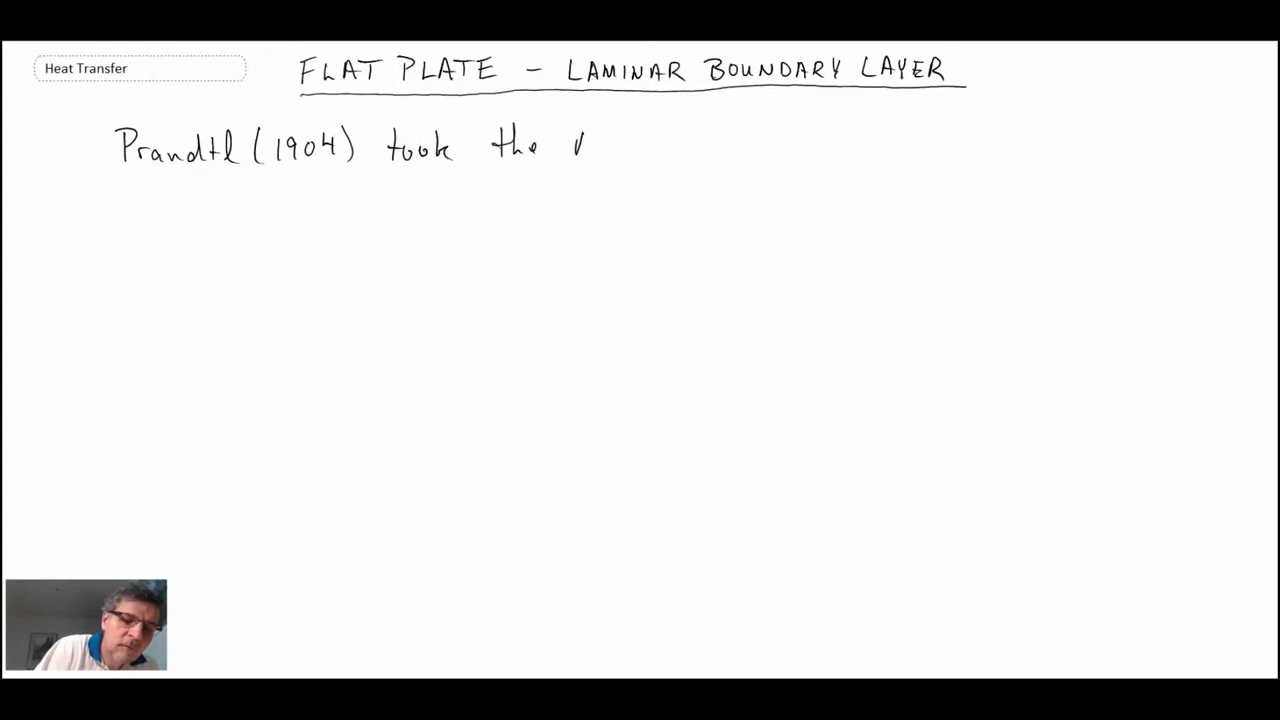 Heat Transfer
FLAT PLATE - LAMINAR BOUNDARY LAYER
Prandtl (1904) took the